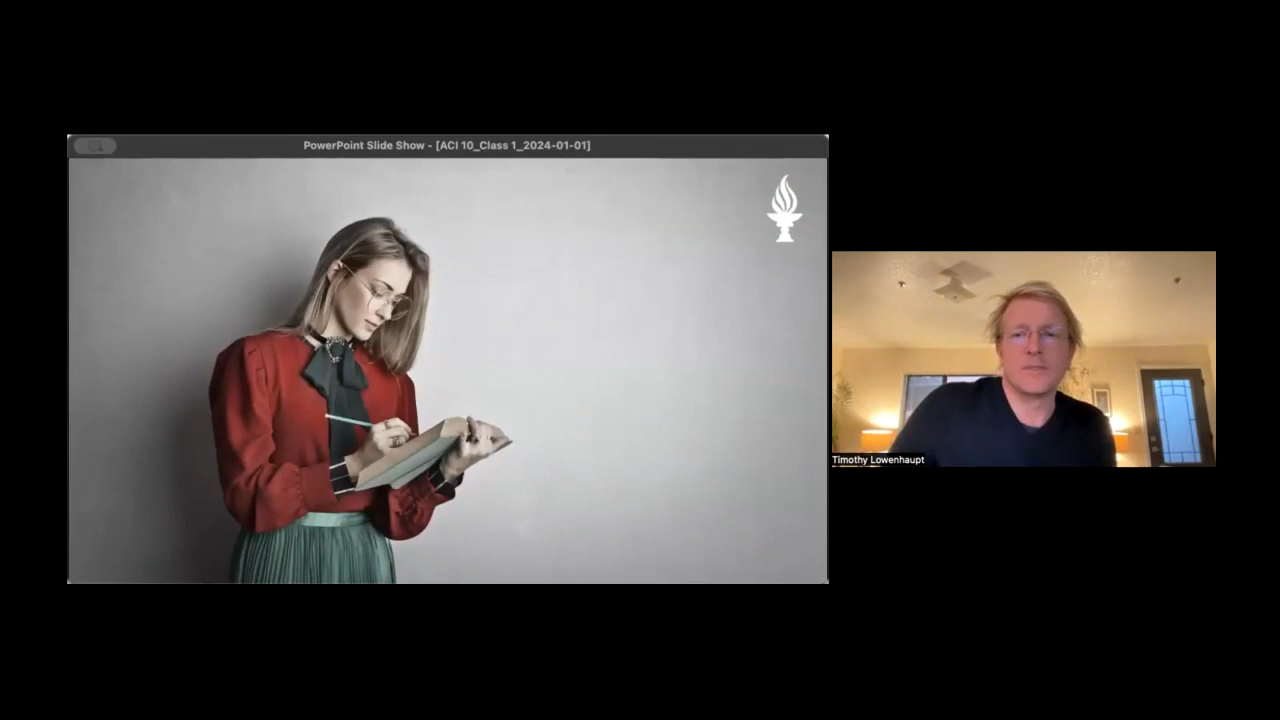 PowerPoint Slide Show - [ACI 10_Class 1_2024-01-01]
Timothy Lowenhaupt